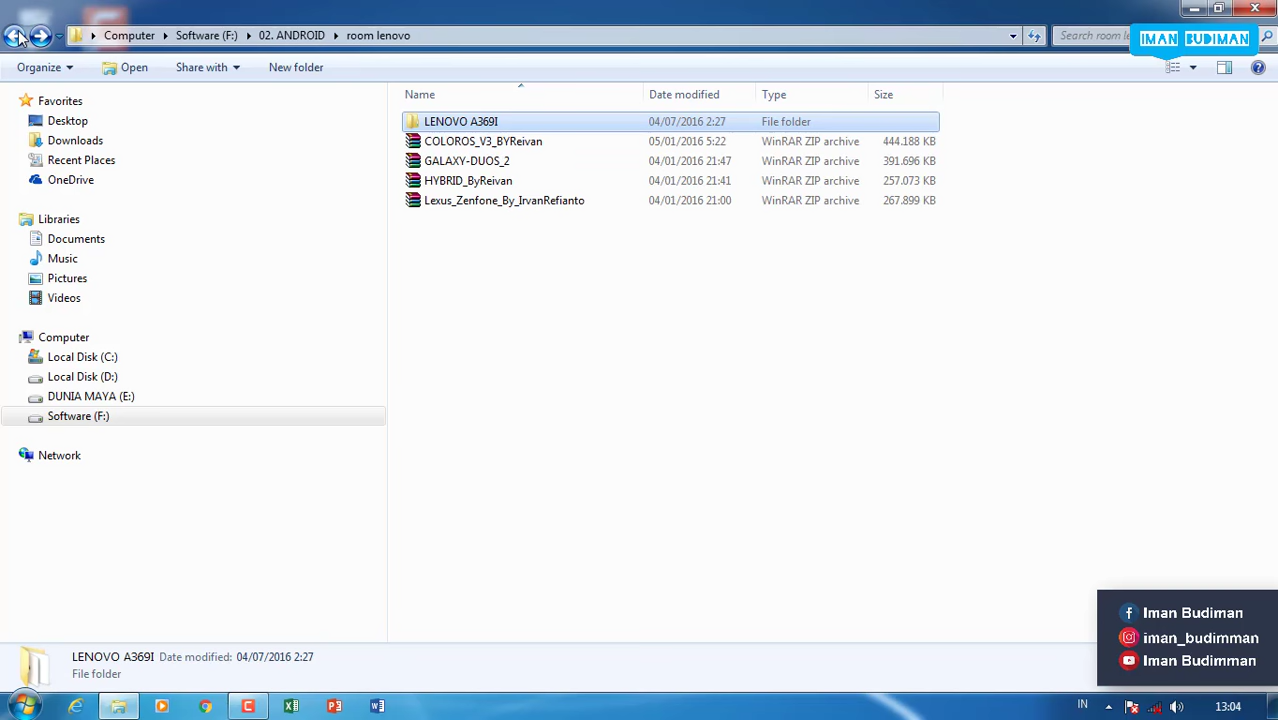 Computer Software (F:) 02. ANDROID room lenovo
IMAN BUDIMAN
Organize Open Share with New folder
Name Date modified Type Size
Favorites
Desktop
Downloads
Recent Places
OneDrive
Libraries
Documents
Music
Pictures
Videos
Computer
Local Disk (C:)
Local Disk (D:)
DUNIA MAYA (E:)
Software (F:)
Network
LENOVO A369I 04/07/2016 2:27 File folder
COLOROS_V3_BYReivan 05/01/2016 5:22 WinRAR ZIP archive 444.188 KB
GALAXY-DUOS_2 04/01/2016 21:47 WinRAR ZIP archive 391.696 KB
HYBRID_ByReivan 04/01/2016 21:41 WinRAR ZIP archive 257.073 KB
Lexus_Zenfone_By_IrvanRefianto 04/01/2016 21:00 WinRAR ZIP archive 267.899 KB
LENOVO A369I Date modified: 04/07/2016 2:27
File folder
Iman Budiman
iman_budimman
Iman Budimman
IN 13:04